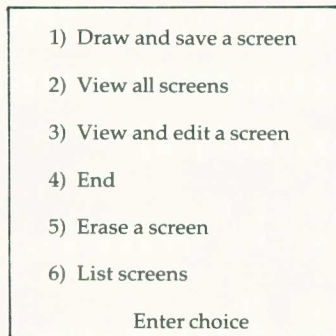 1) Draw and save a screen
2) View all screens
3) View and edit a screen
4) End
5) Erase a screen
6) List screens
Enter choice